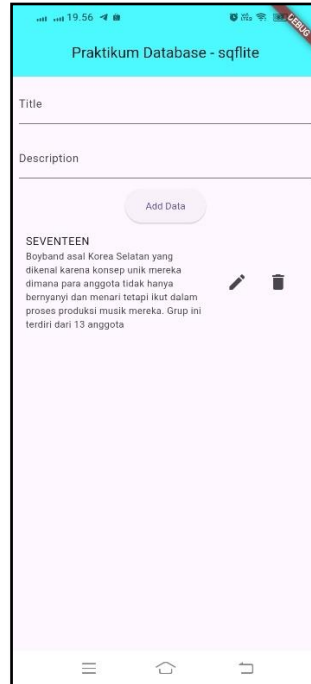 19.56
DEBUG
Praktikum Database - sqflite
Title
Description
Add Data
SEVENTEEN
Boyband asal Korea Selatan yang
dikenal karena konsep unik mereka
dimana para anggota tidak hanya
bernyanyi dan menari tetapi ikut dalam
proses produksi musik mereka. Grup ini
terdiri dari 13 anggota